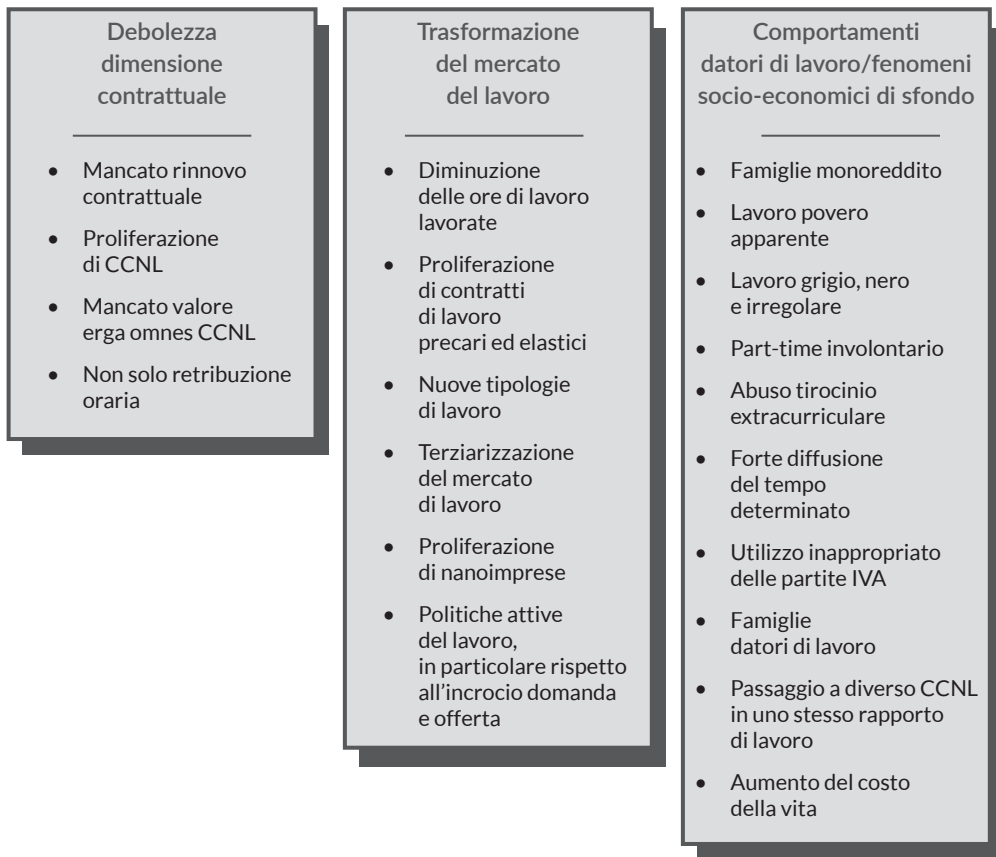 Debolezza
dimensione
contrattuale
• Mancato rinnovo
contrattuale
• Proliferazione
di CCNL
• Mancato valore
erga omnes CCNL
• Non solo retribuzione
oraria
Trasformazione
del mercato
del lavoro
• Diminuzione
delle ore di lavoro
lavorate
• Proliferazione
di contratti
di lavoro
precari ed elastici
• Nuove tipologie
di lavoro
• Terziarizzazione
del mercato
di lavoro
• Proliferazione
di nanoimprese
• Politiche attive
del lavoro,
in particolare rispetto
all'incrocio domanda
e offerta
Comportamenti
datori di lavoro/fenomeni
socio-economici di sfondo
• Famiglie monoreddito
• Lavoro povero
apparente
• Lavoro grigio, nero
e irregolare
• Part-time involontario
• Abuso tirocinio
extracurriculare
• Forte diffusione
del tempo
determinato
• Utilizzo inappropriato
delle partite IVA
• Famiglie
datori di lavoro
• Passaggio a diverso CCNL
in uno stesso rapporto
di lavoro
• Aumento del costo
della vita